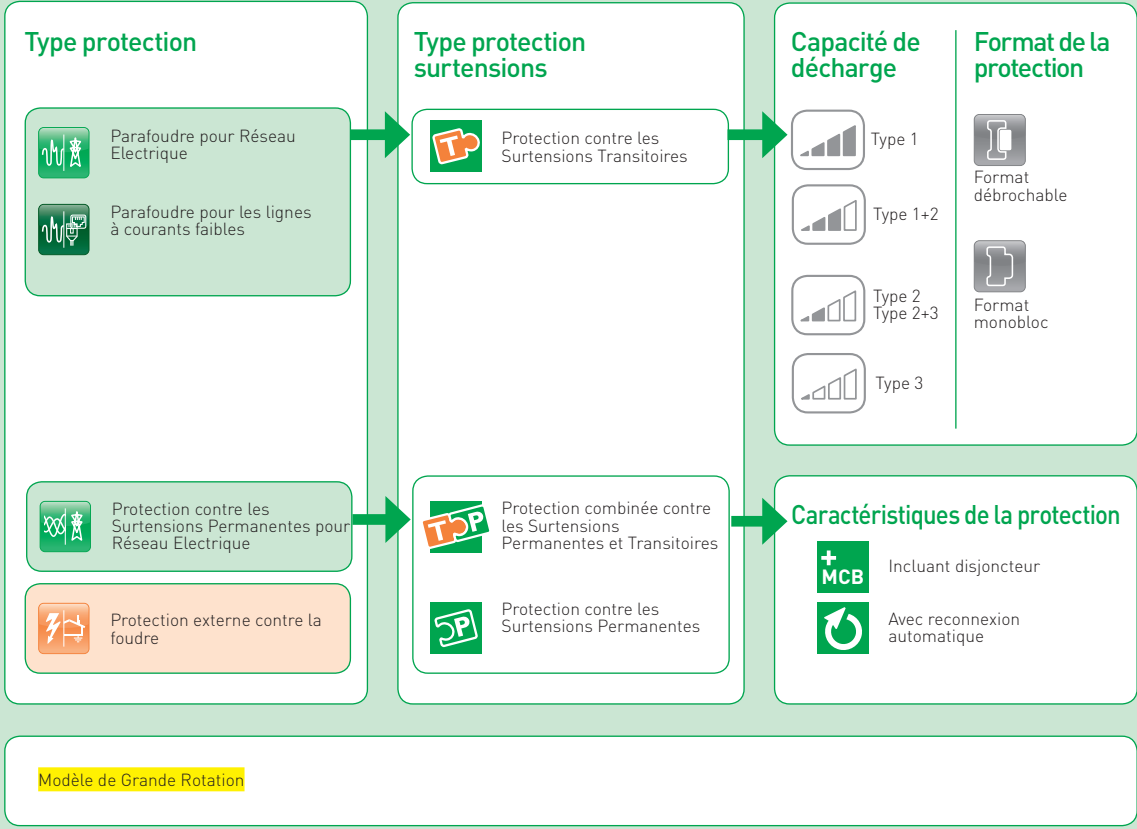 Type protection
Parafoudre pour Réseau
Electrique
Parafoudre pour les lignes
à courants faibles
Protection contre les
Surtensions Permanentes pour
Réseau Electrique
Protection externe contre la
foudre
Type protection
surtensions
T
Protection contre les
Surtensions Transitoires
T P
Protection combinée contre
les Surtensions
Permanentes et Transitoires
P
Protection contre les
Surtensions Permanentes
Capacité de
décharge
Type 1
Type 1+2
Type 2
Type 2+3
Type 3
Format de la
protection
Format
débrochable
Format
monobloc
Caractéristiques de la protection
+
MCB
Incluant disjoncteur
Avec reconnexion
automatique
Modèle de Grande Rotation